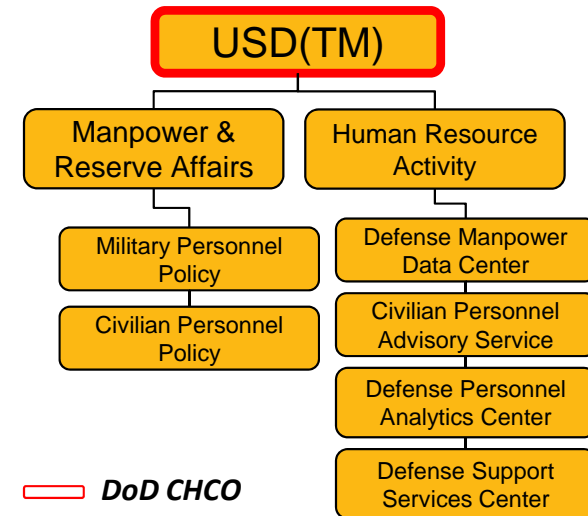 USD(TM)
Manpower &
Reserve Affairs
Human Resource
Activity
Military Personnel
Policy
Civilian Personnel
Policy
Defense Manpower
Data Center
Civilian Personnel
Advisory Service
Defense Personnel
Analytics Center
Defense Support
Services Center
DoD CHCO